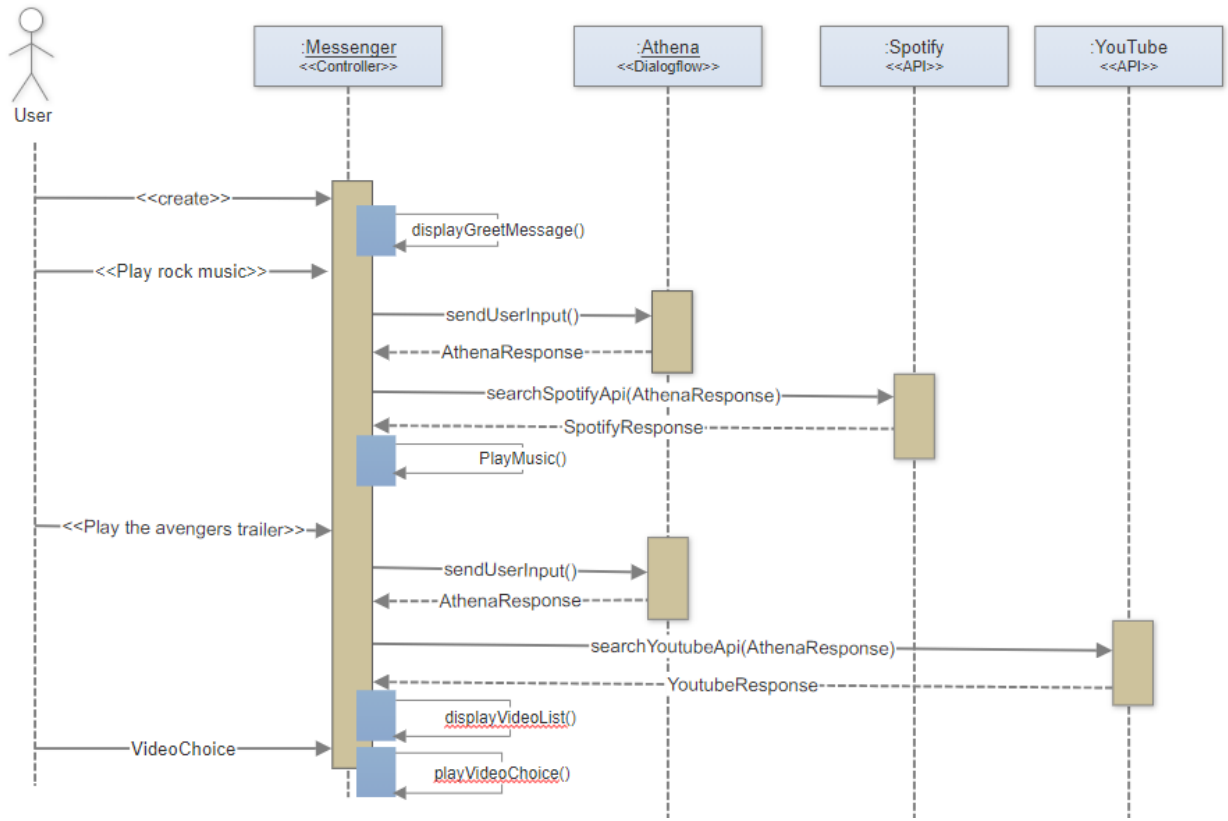 :Messenger
<<Controller>>
:Athena
<<Dialogflow>>
:Spotify
<<API>>
:YouTube
<<API>>
User
<<create>>
displayGreetMessage()
<<Play rock music>>
sendUserInput()
AthenaResponse
searchSpotifyApi(AthenaResponse)
SpotifyResponse
PlayMusic()
<<Play the avengers trailer>>
sendUserInput()
AthenaResponse
searchYoutubeApi(AthenaResponse)
YoutubeResponse
displayVideoList()
VideoChoice
playVideoChoice()